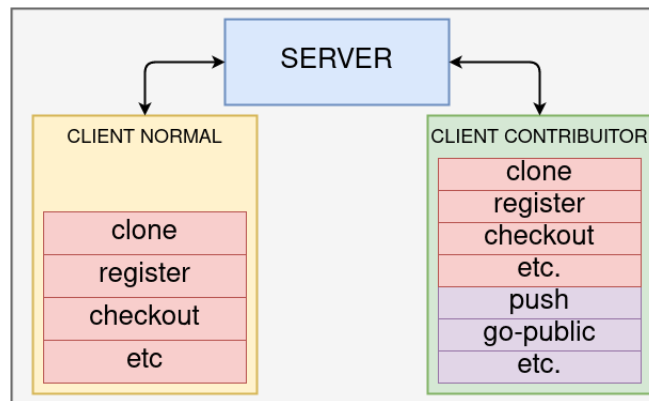 SERVER
CLIENT NORMAL
clone
register
checkout
etc
CLIENT CONTRIBUITOR
clone
register
checkout
etc.
push
go-public
etc.